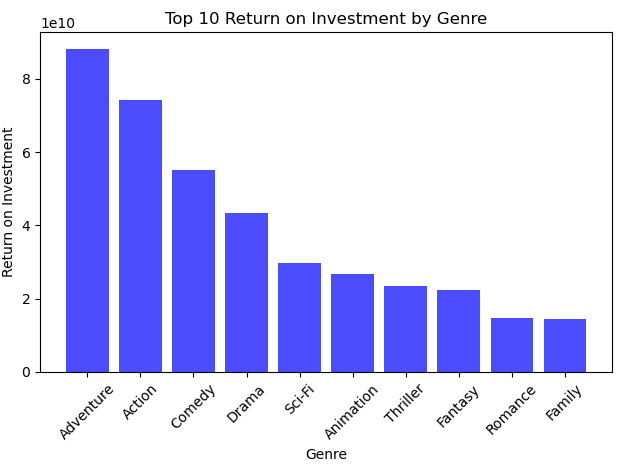 Top 10 Return on Investment by Genre
1e10
8
6
4
2
0
Return on Investment
Adventure
Action
Comedy
Drama
Sci-Fi
Animation
Thriller
Fantasy
Romance
Family
Genre